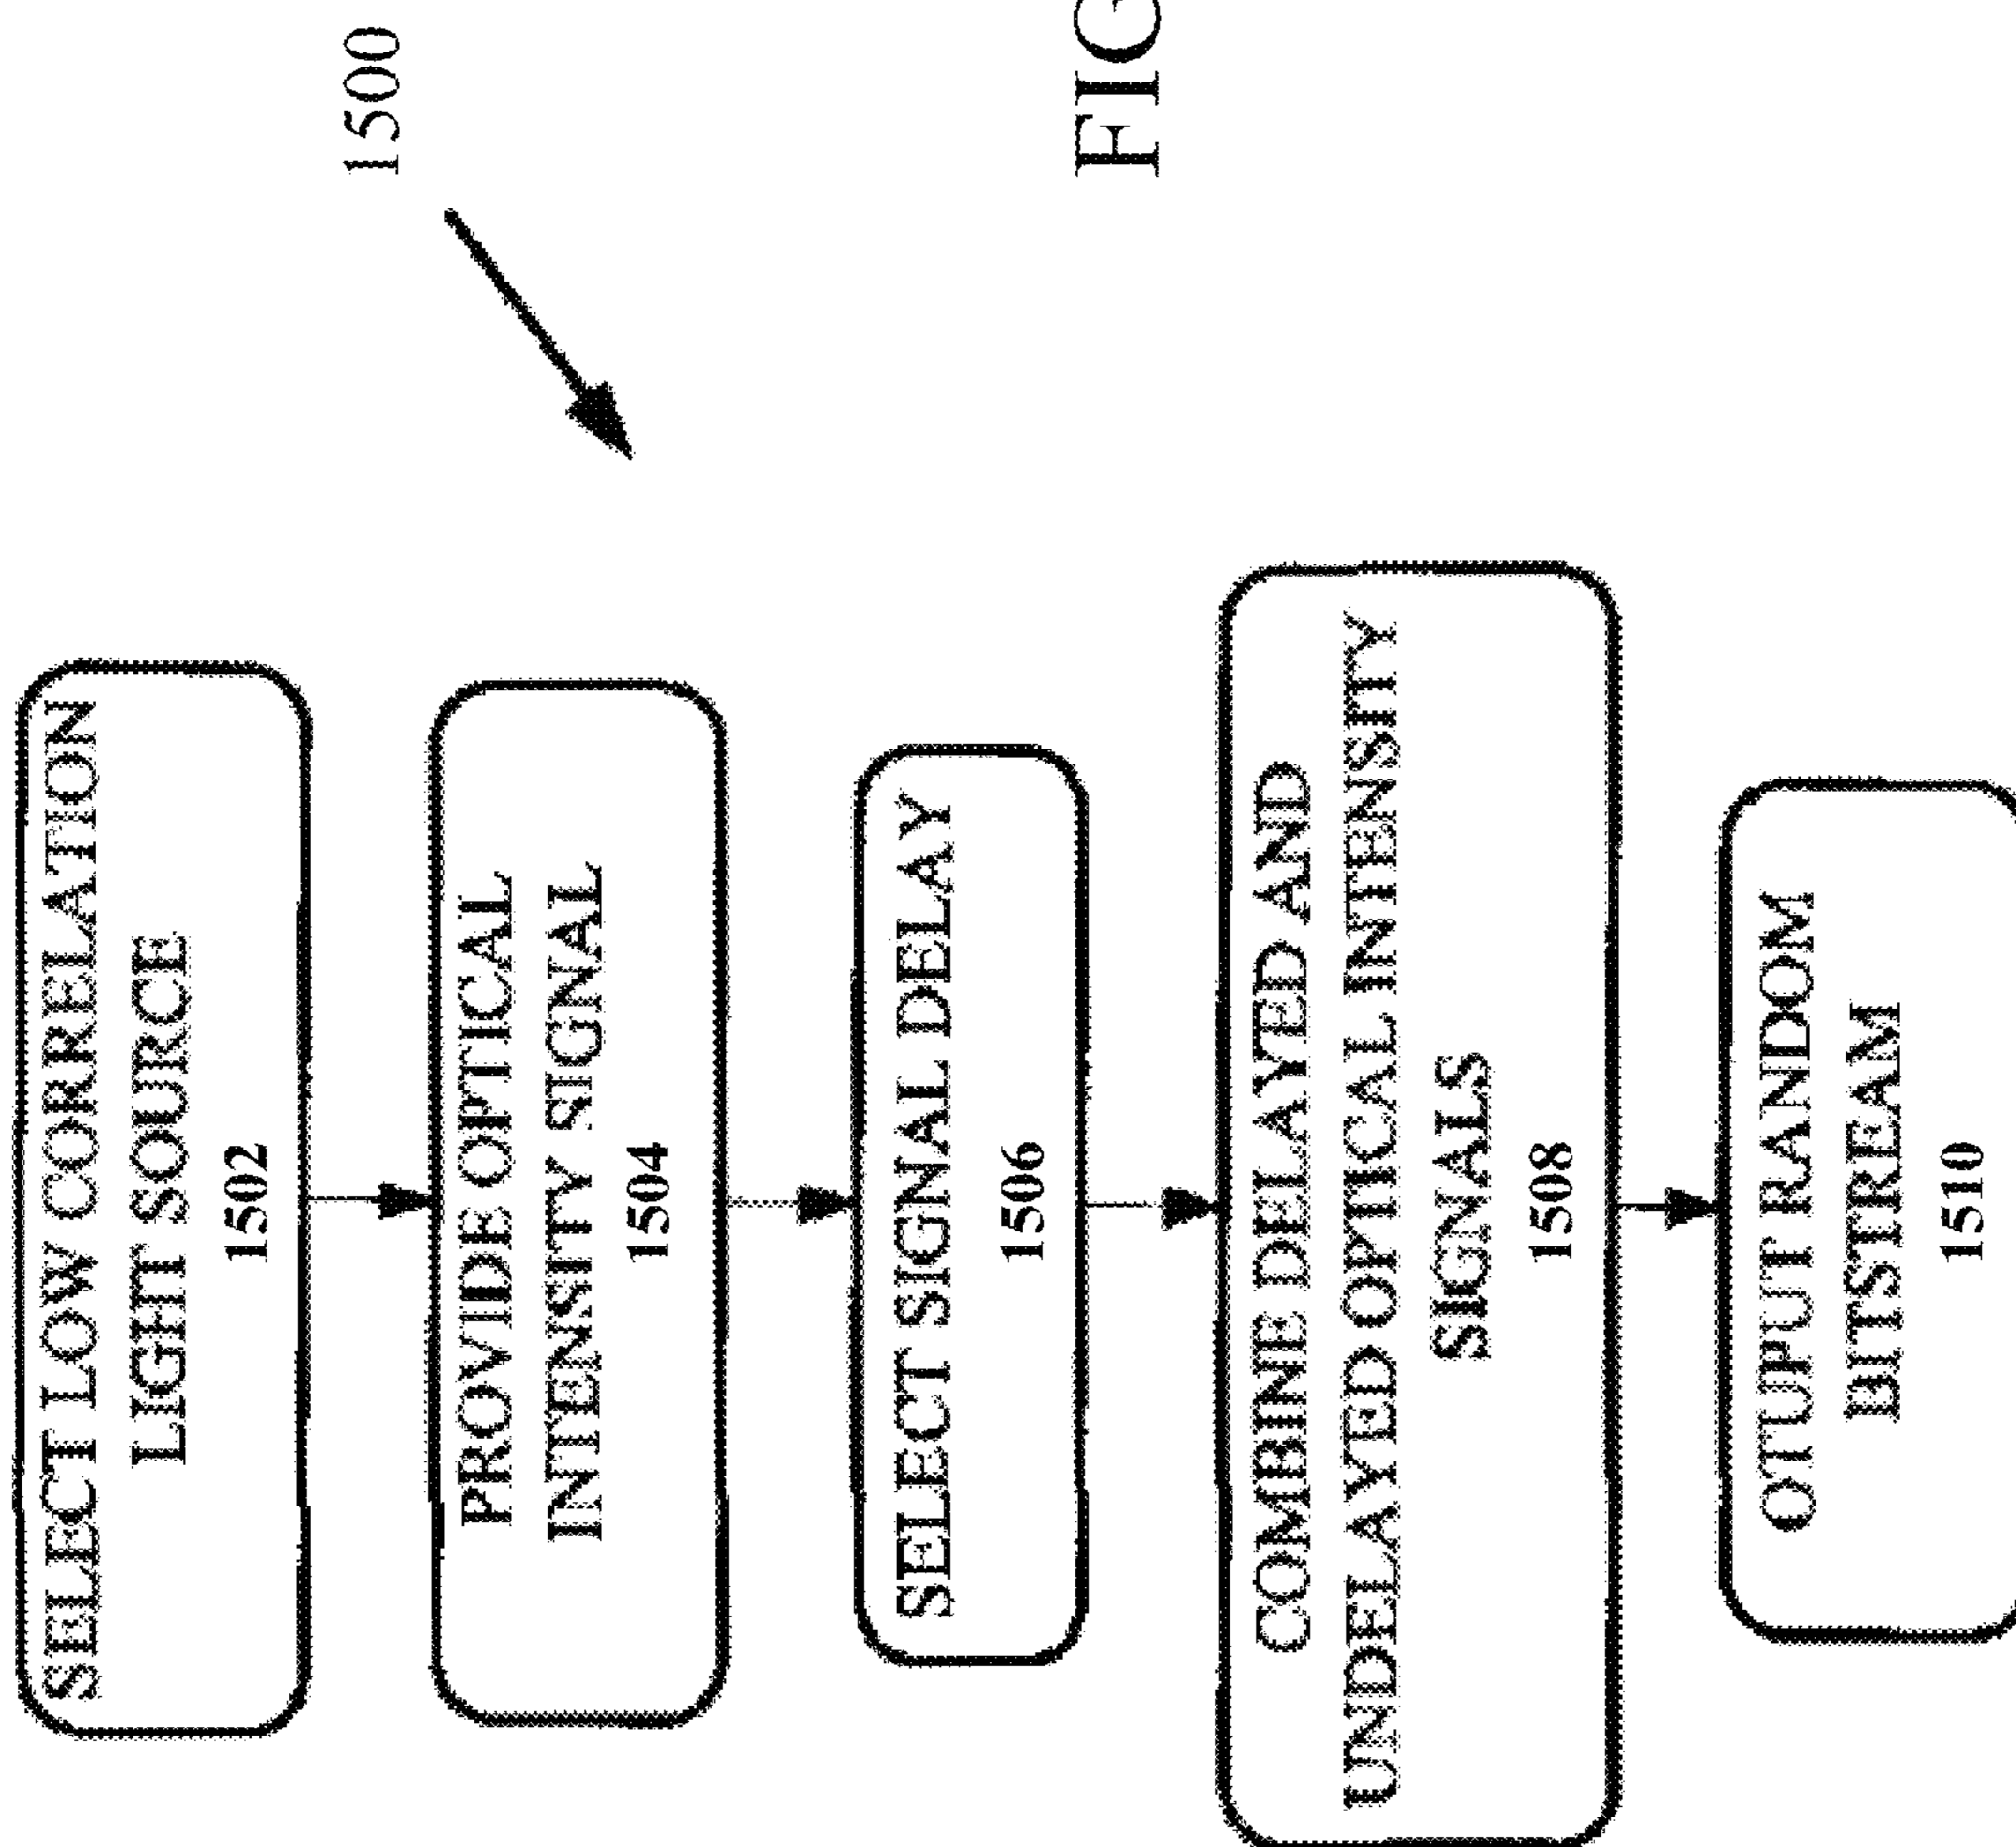 1500
SELECT LOW CORRELATION
LIGHT SOURCE
1502
PROVIDE OPTICAL
INTENSITY SIGNAL
1504
SELECT SIGNAL DELAY
1506
COMBINE DELAYED AND
UNDELAYED OPTICAL INTENSITY
SIGNALS
1508
OTUPUT RANDOM
BITSTREAM
1510
FIG